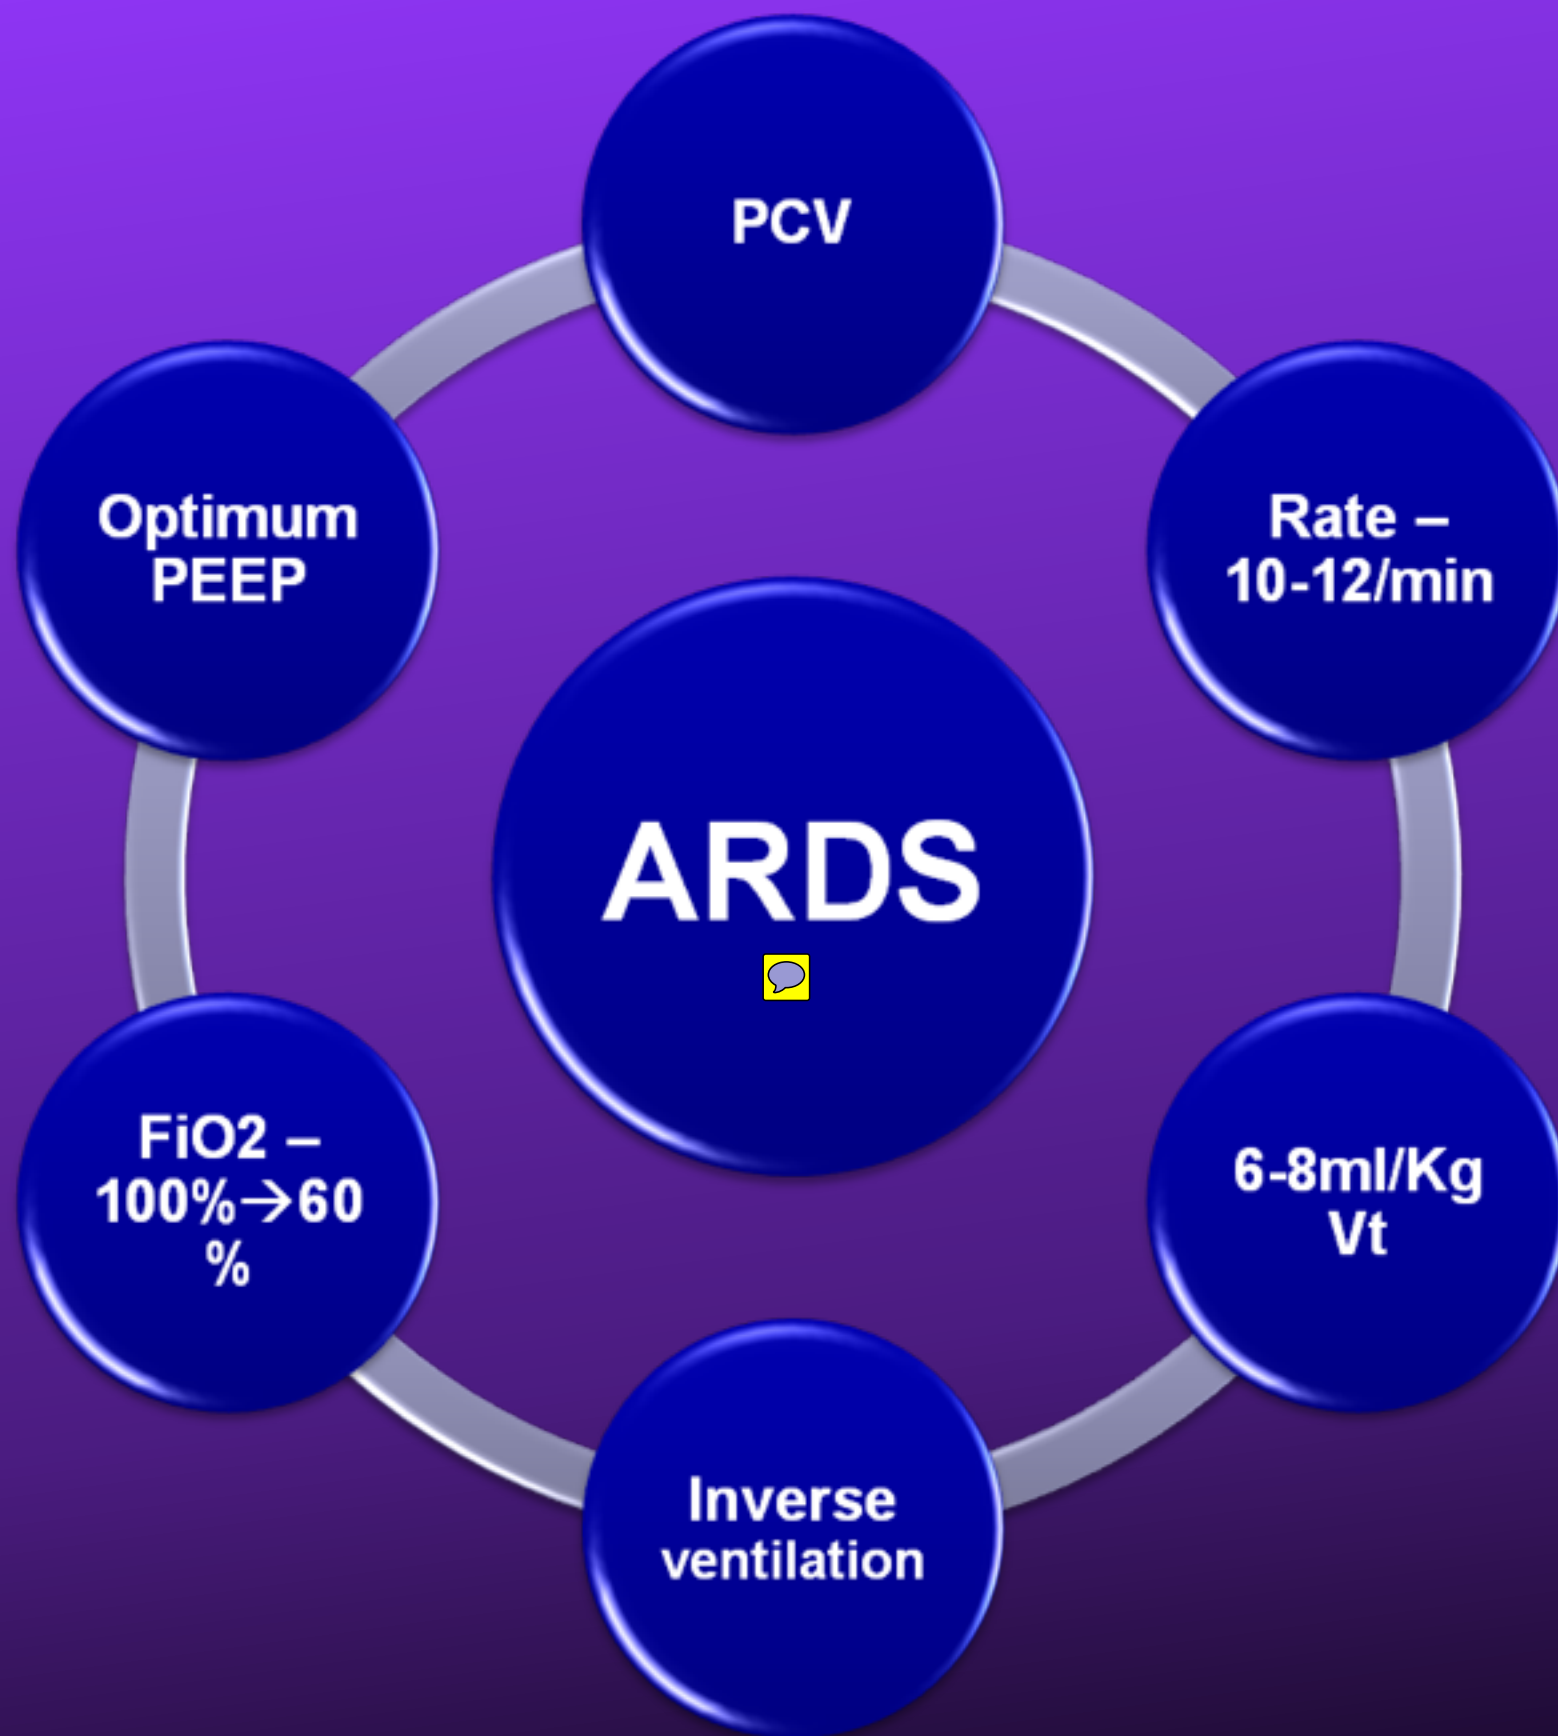 PCV
Rate –
10-12/min
6-8ml/Kg
Vt
Inverse
ventilation
FiO2 –
100%→60
%
Optimum
PEEP
ARDS